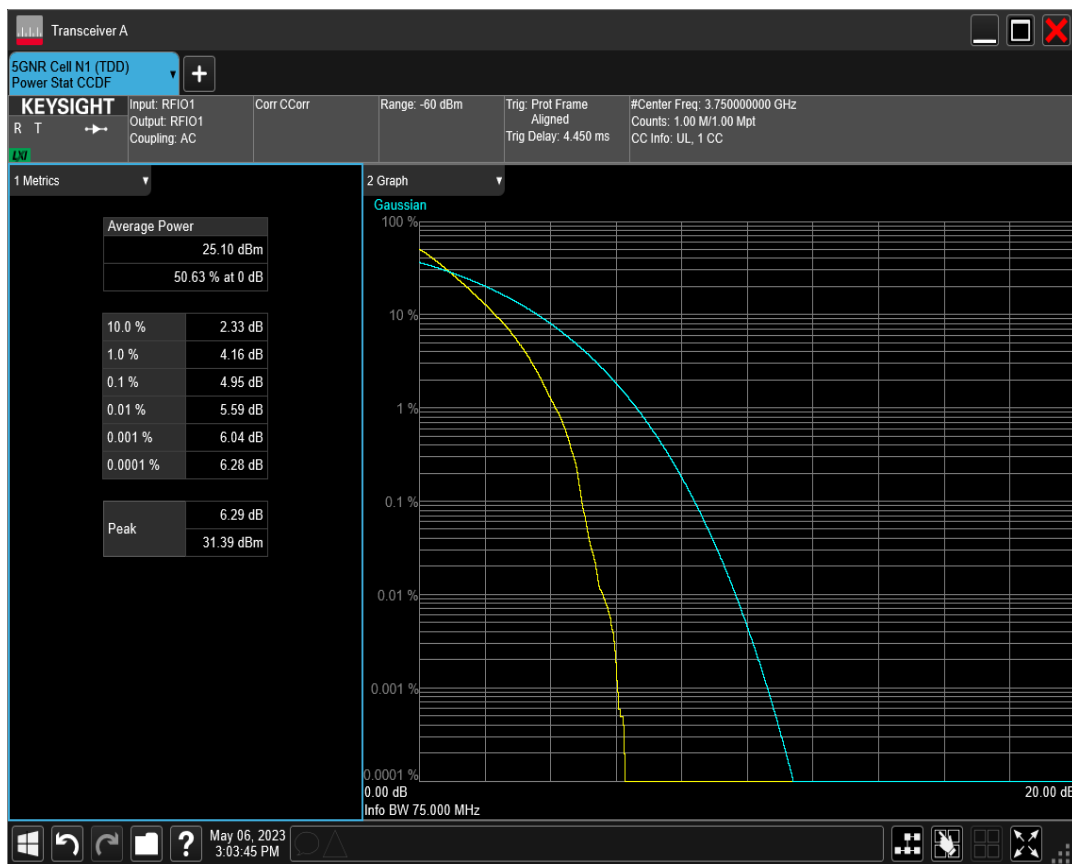 Transceiver A
5GNR Cell N1 (TDD)
Power Stat CCDF
KEYSIGHT
R T
LXI
Input: RFIO1
Output: RFIO1
Coupling: AC
Corr CCorr
Range: -60 dBm
Trig: Prot Frame
Aligned
Trig Delay: 4.450 ms
#Center Freq: 3.750000000 GHz
Counts: 1.00 M/1.00 Mpt
CC Info: UL, 1 CC
1 Metrics
Average Power
25.10 dBm
50.63 % at 0 dB
10.0 % 2.33 dB
1.0 % 4.16 dB
0.1 % 4.95 dB
0.01 % 5.59 dB
0.001 % 6.04 dB
0.0001 % 6.28 dB
Peak
6.29 dB
31.39 dBm
2 Graph
Gaussian
100 %
10 %
1 %
0.1 %
0.01 %
0.001 %
0.0001 %
0.00 dB
20.00 dB
Info BW 75.000 MHz
?
May 06, 2023
3:03:45 PM